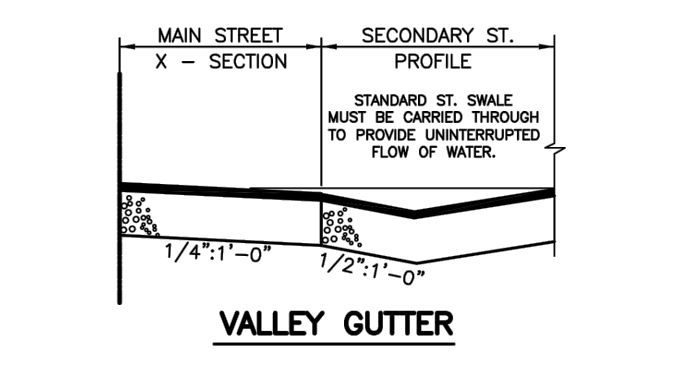 MAIN STREET
X - SECTION
SECONDARY ST.
PROFILE
STANDARD ST. SWALE
MUST BE CARRIED THROUGH
TO PROVIDE UNINTERRUPTED
FLOW OF WATER.
1/4":1'-0"
1/2":1'-0"
VALLEY GUTTER